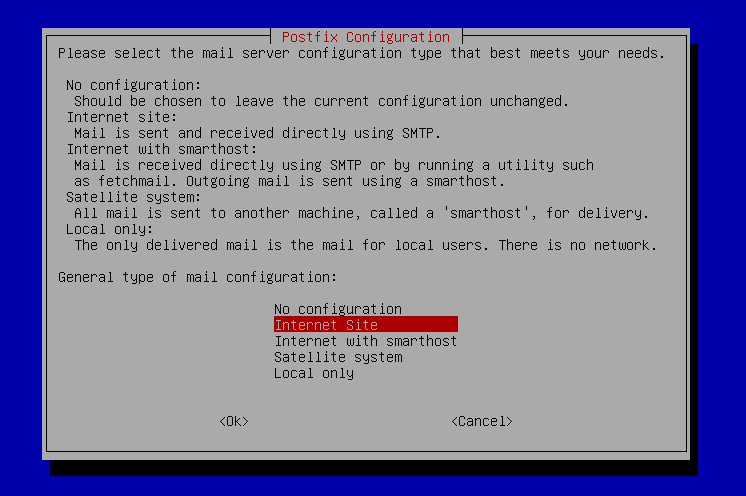 Postfix Configuration
Please select the mail server configuration type that best meets your needs.
No configuration:
Should be chosen to leave the current configuration unchanged.
Internet site:
Mail is sent and received directly using SMTP.
Internet with smarthost:
Mail is received directly using SMTP or by running a utility such
as fetchmail. Outgoing mail is sent using a smarthost.
Satellite system:
All mail is sent to another machine, called a 'smarthost', for delivery.
Local only:
The only delivered mail is the mail for local users. There is no network.
General type of mail configuration:
No configuration
Internet Site
Internet with smarthost
Satellite system
Local only
<Ok> <Cancel>